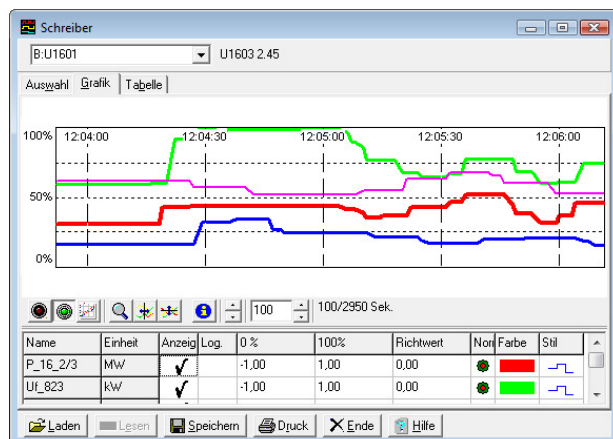 Schreiber
B:U1601 U1603 2.45
Auswahl Grafik Tabelle
100% 12:04:00 12:04:30 12:05:00 12:05:30 12:06:00
50%
0%
100 100/2950 Sek.
Name Einheit Anzeig Log. 0 % 100% Richtwert Nor Farbe Stil
P_16_2/3 MW -1,00 1,00 0,00
Uf_823 kW -1,00 1,00 0,00
Laden Lesen Speichern Druck Ende Hilfe